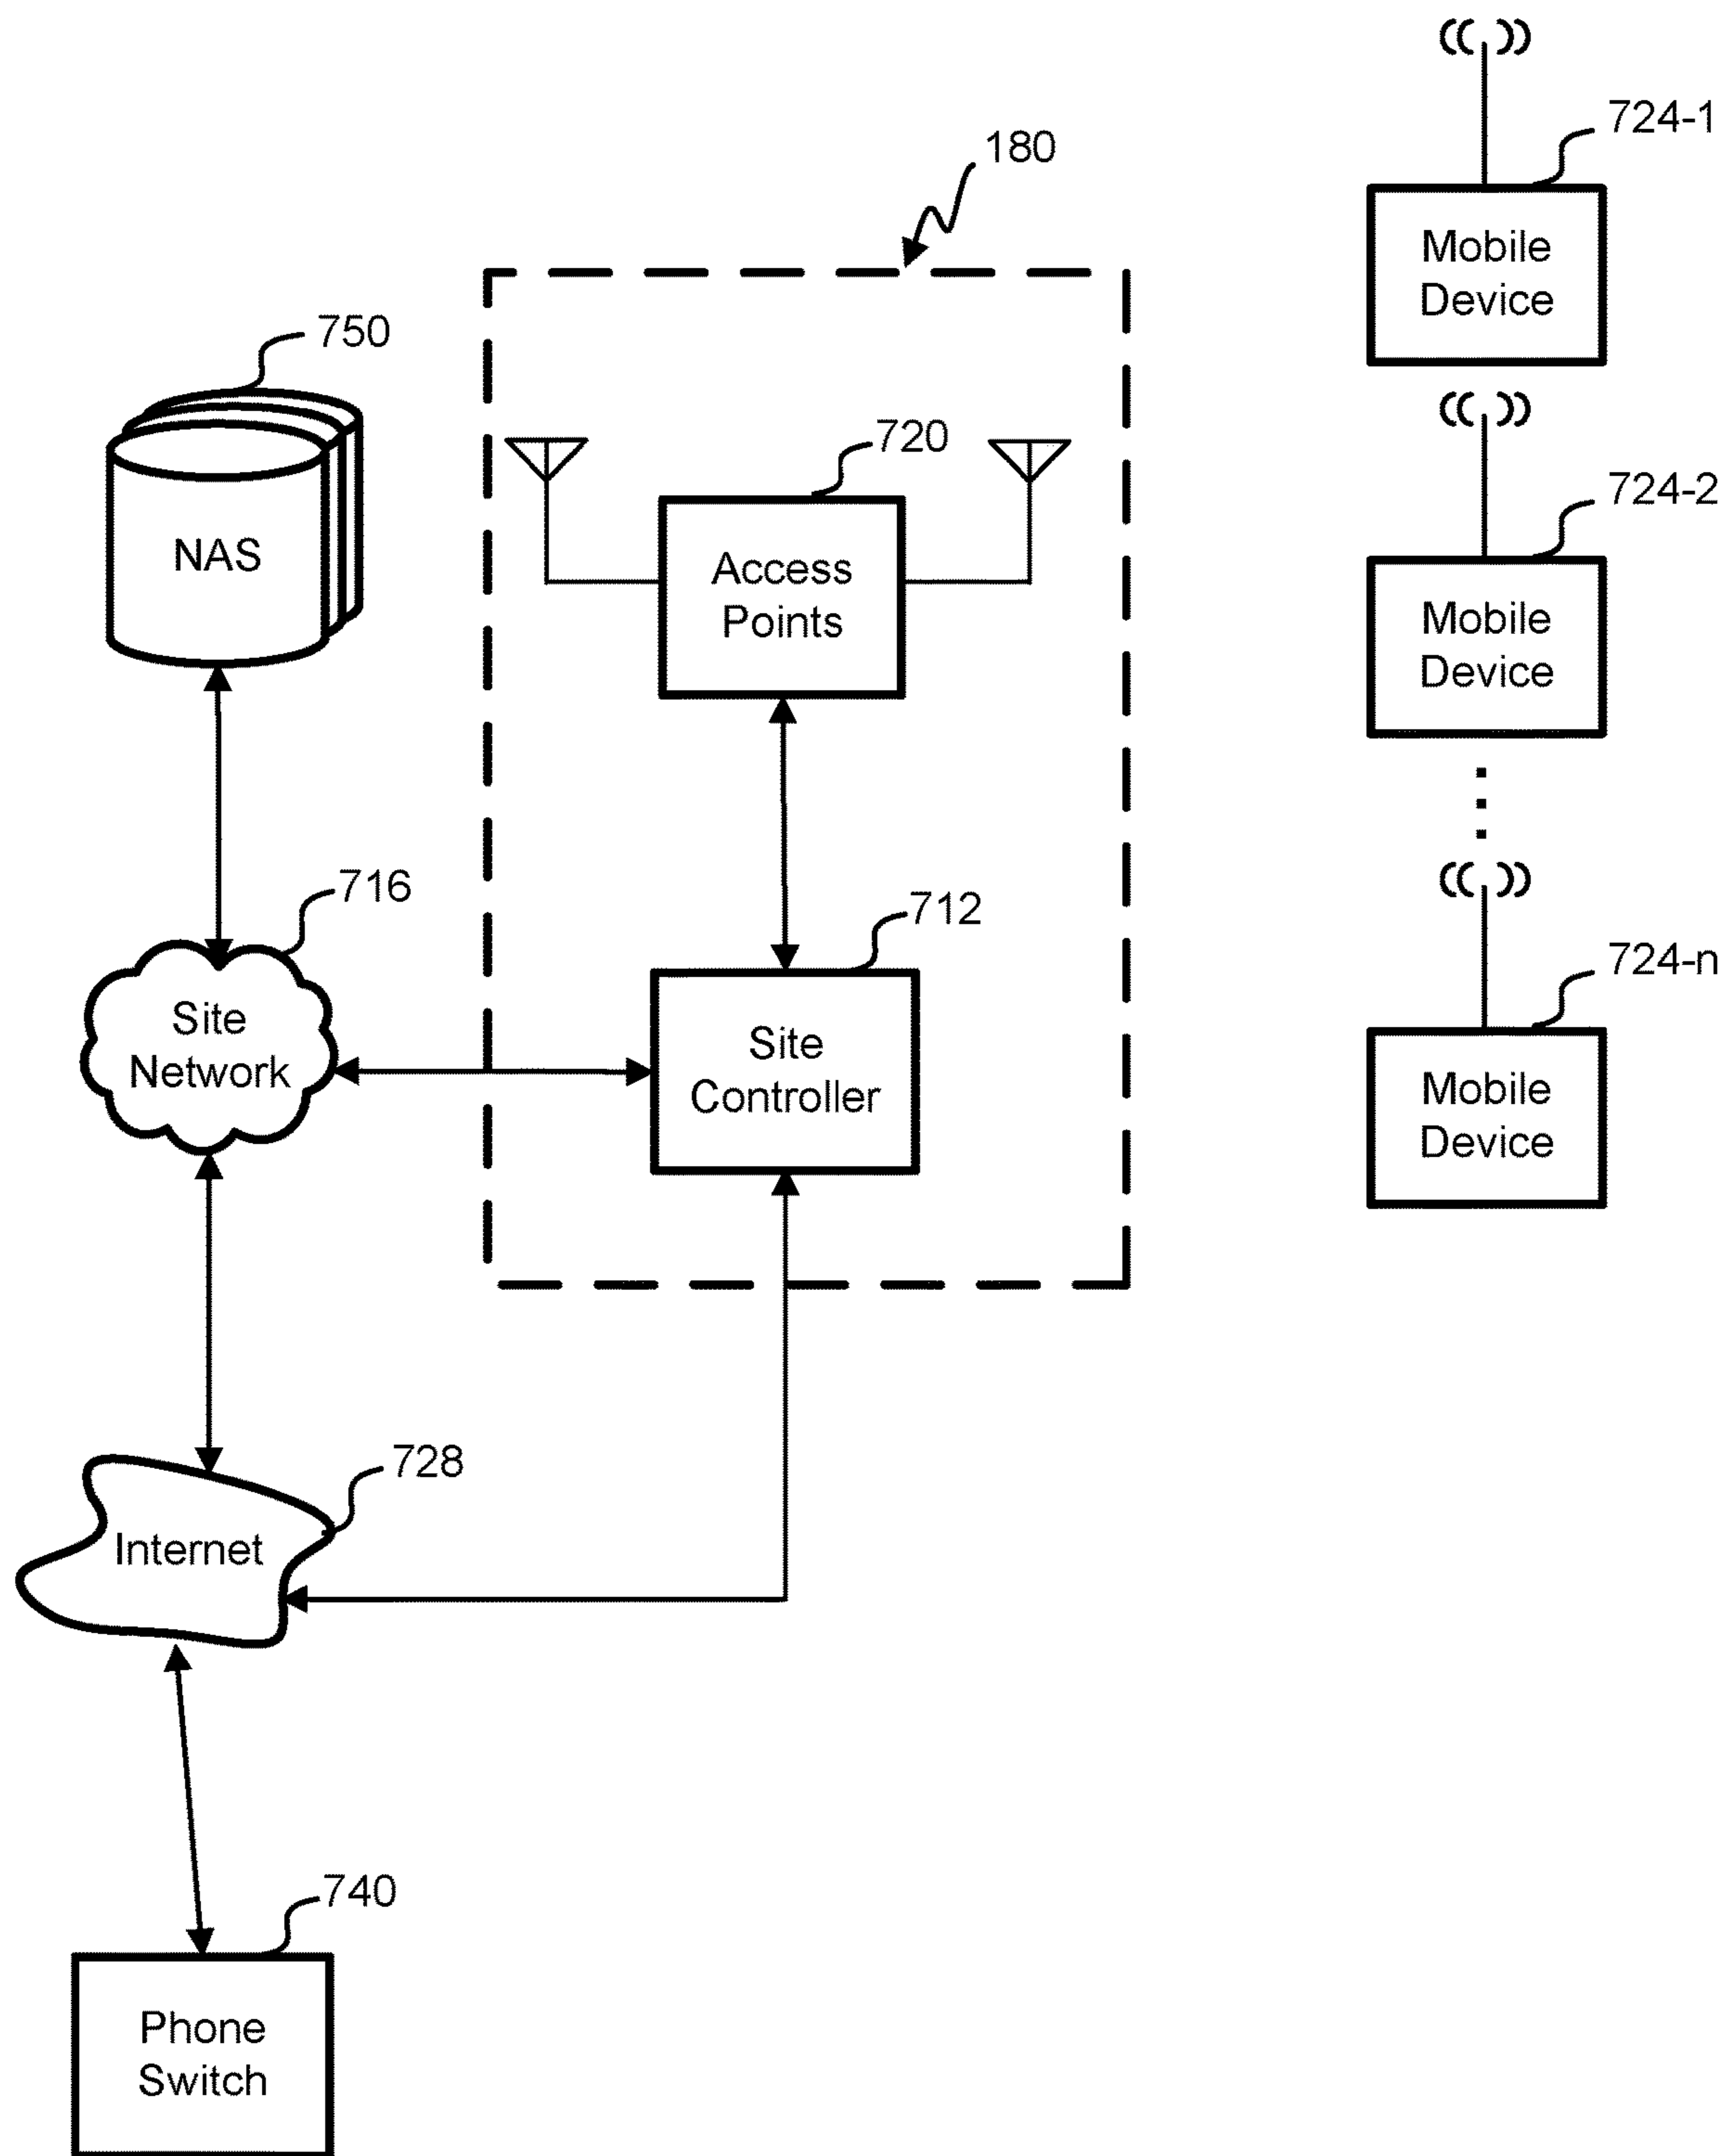 724-1
Mobile
Device
180
750
NAS
720
Access
Points
724-2
Mobile
Device
716
Site
Network
712
Site
Controller
724-n
Mobile
Device
728
Internet
740
Phone
Switch